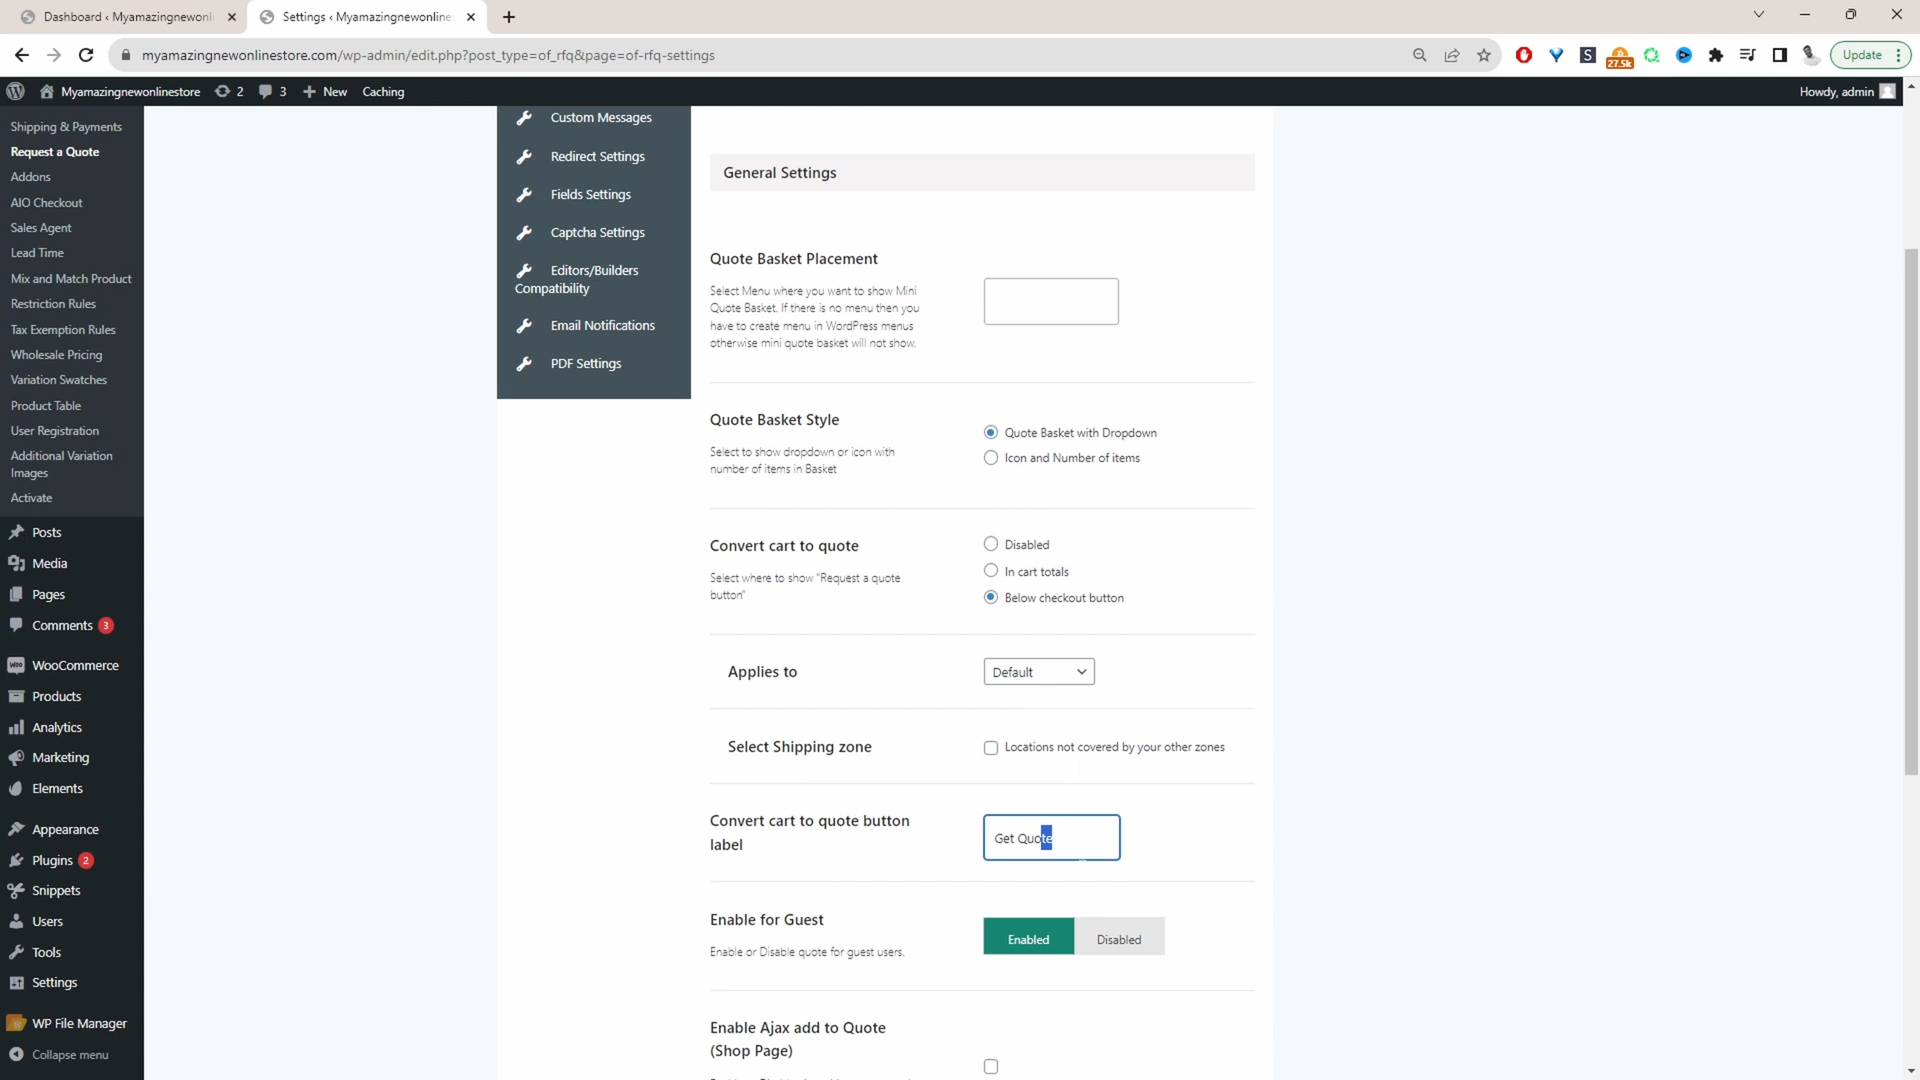 Dashboard ‹ Myamazingnewonli
Settings ‹ Myamazingnewonline
myamazingnewonlinestore.com/wp-admin/edit.php?post_type=of_rfq&page=of-rfq-settings
S
27.5k
Update
Myamazingnewonlinestore
2
3
New
Caching
Howdy, admin
Shipping & Payments
Request a Quote
Addons
AIO Checkout
Sales Agent
Lead Time
Mix and Match Product
Restriction Rules
Tax Exemption Rules
Wholesale Pricing
Variation Swatches
Product Table
User Registration
Additional Variation
Images
Activate
Posts
Media
Pages
Comments 3
WooCommerce
Products
Analytics
Marketing
Elements
Appearance
Plugins 2
Snippets
Users
Tools
Settings
WP File Manager
Collapse menu
Custom Messages
Redirect Settings
Fields Settings
Captcha Settings
Editors/Builders
Compatibility
Email Notifications
PDF Settings
General Settings
Quote Basket Placement
Select Menu where you want to show Mini
Quote Basket. If there is no menu then you
have to create menu in WordPress menus
otherwise mini quote basket will not show.
Quote Basket Style
Select to show dropdown or icon with
number of items in Basket
Quote Basket with Dropdown
Icon and Number of items
Convert cart to quote
Select where to show "Request a quote
button"
Disabled
In cart totals
Below checkout button
Applies to
Default
Select Shipping zone
Locations not covered by your other zones
Convert cart to quote button
label
Get Quote
Enable for Guest
Enable or Disable quote for guest users.
Enabled
Disabled
Enable Ajax add to Quote
(Shop Page)